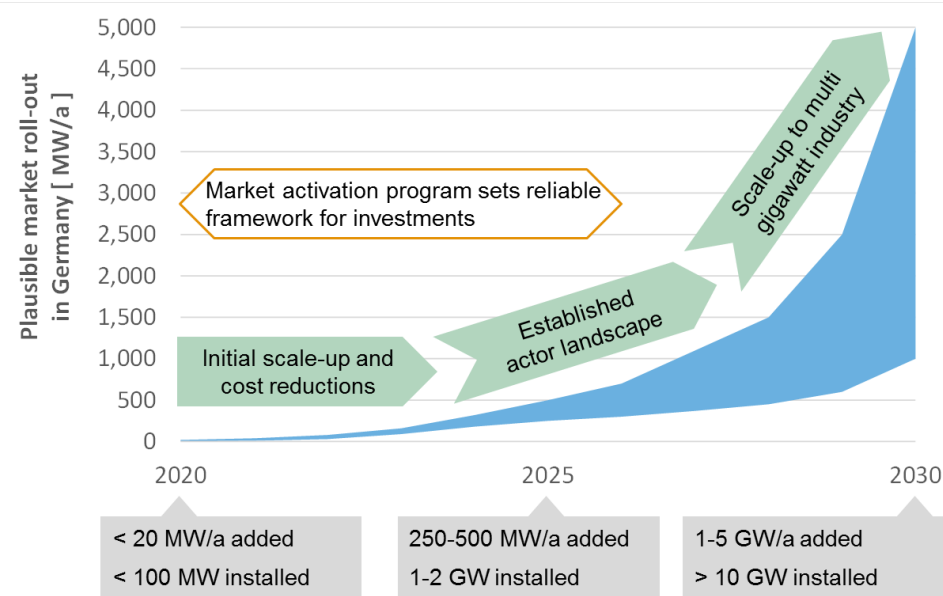 Plausible market roll-out
in Germany [ MW/a ]
5,000
4,500
4,000
3,500
3,000
2,500
2,000
1,500
1,000
500
0
Market activation program sets reliable
framework for investments
Initial scale-up and
cost reductions
Established
actor landscape
Scale-up to multi
gigawatt industry
2020
2025
2030
< 20 MW/a added
< 100 MW installed
250-500 MW/a added
1-2 GW installed
1-5 GW/a added
> 10 GW installed